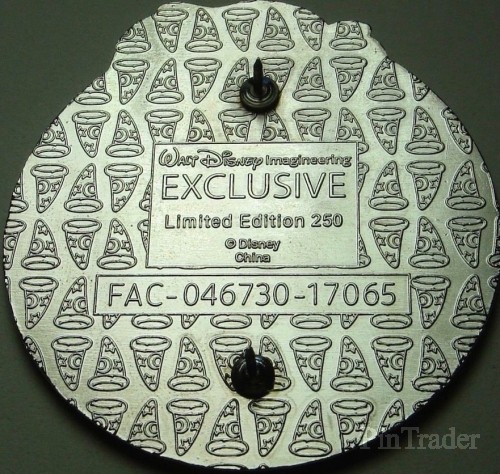 Walt Disney Imagineering
EXCLUSIVE
Limited Edition 250
© Disney
China
FAC-046730-17065
PinTrader